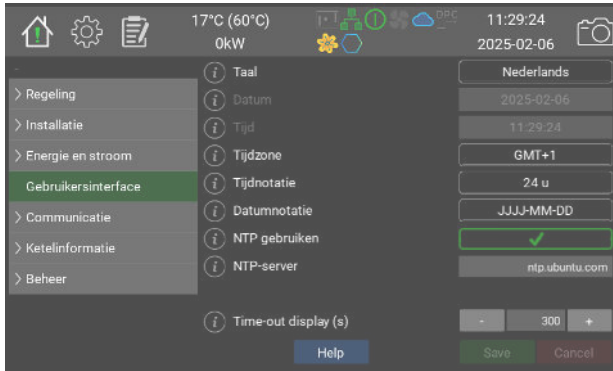 17°C (60°C)
0kW
11:29:24
2025-02-06
Taal
Nederlands
> Regeling
Datum
2025-02-06
> Installatie
Tijd
11:29:24
> Energie en stroom
Tijdzone
GMT+1
Gebruikersinterface
Tijdnotatie
24 u
> Communicatie
Datumnotatie
JJJJ-MM-DD
> Ketelinformatie
NTP gebruiken
> Beheer
NTP-server
ntp.ubuntu.com
Time-out display (s)
- 300 +
Help
Save
Cancel